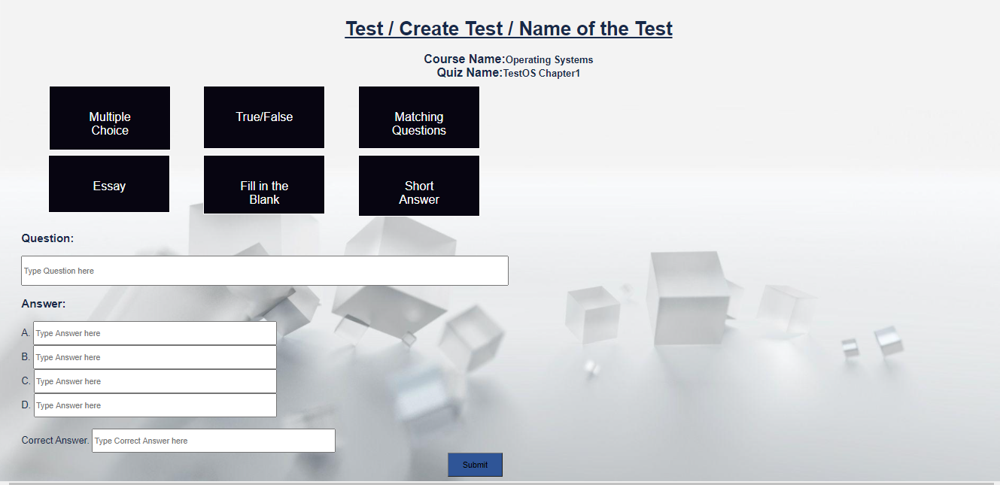 Test / Create Test / Name of the Test
Course Name:Operating Systems
Quiz Name:TestOS Chapter1
Multiple
Choice
True/False
Matching
Questions
Essay
Fill in the
Blank
Short
Answer
Question:
Type Question here
Answer:
A. Type Answer here
B. Type Answer here
C. Type Answer here
D. Type Answer here
Correct Answer. Type Correct Answer here
Submit